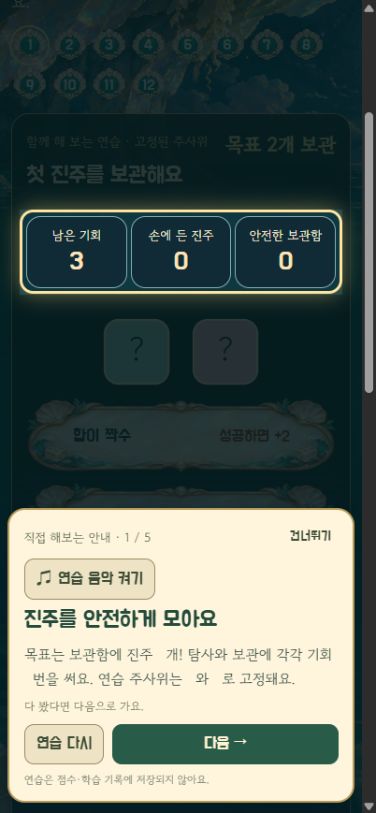 요.
1 2 3 4 5 6 7 8
9 10 11 12
함께 해 보는 연습 · 고정된 주사위 목표 2개 보관
첫 진주를 보관해요
남은 기회 손에 든 진주 안전한 보관함
3 0 0
? ?
합이 짝수 성공하면 +2
직접 해보는 안내 · 1 / 5 건너뛰기
🎵 연습 음악 켜기
진주를 안전하게 모아요
목표는 보관함에 진주 개! 탐사와 보관에 각각 기회
번을 써요. 연습 주사위는 와 로 고정돼요.
다 봤다면 다음으로 가요.
연습 다시 다음 →
연습은 점수·학습 기록에 저장되지 않아요.